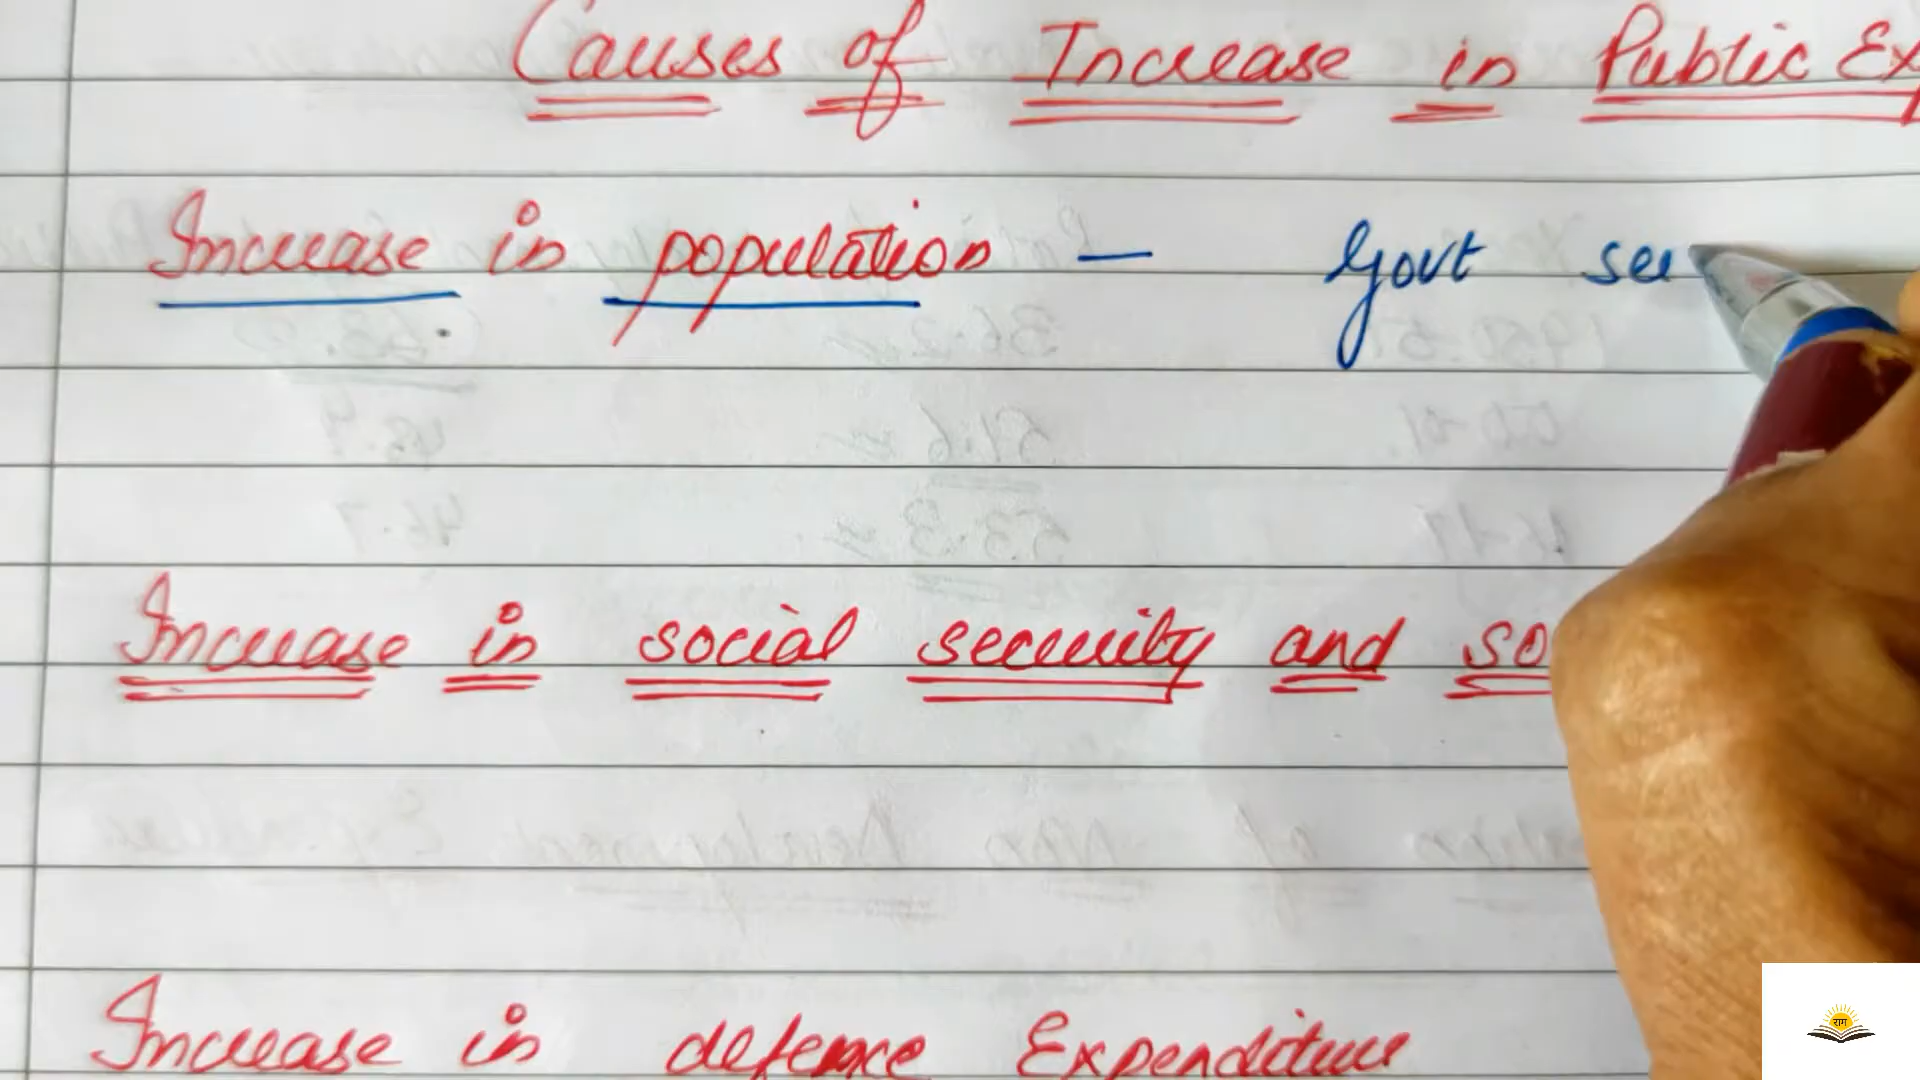 Causes of Increase in Public Ex
Increase in population — Govt see
Increase in social security and so
Increase in defence Expenditure
राम